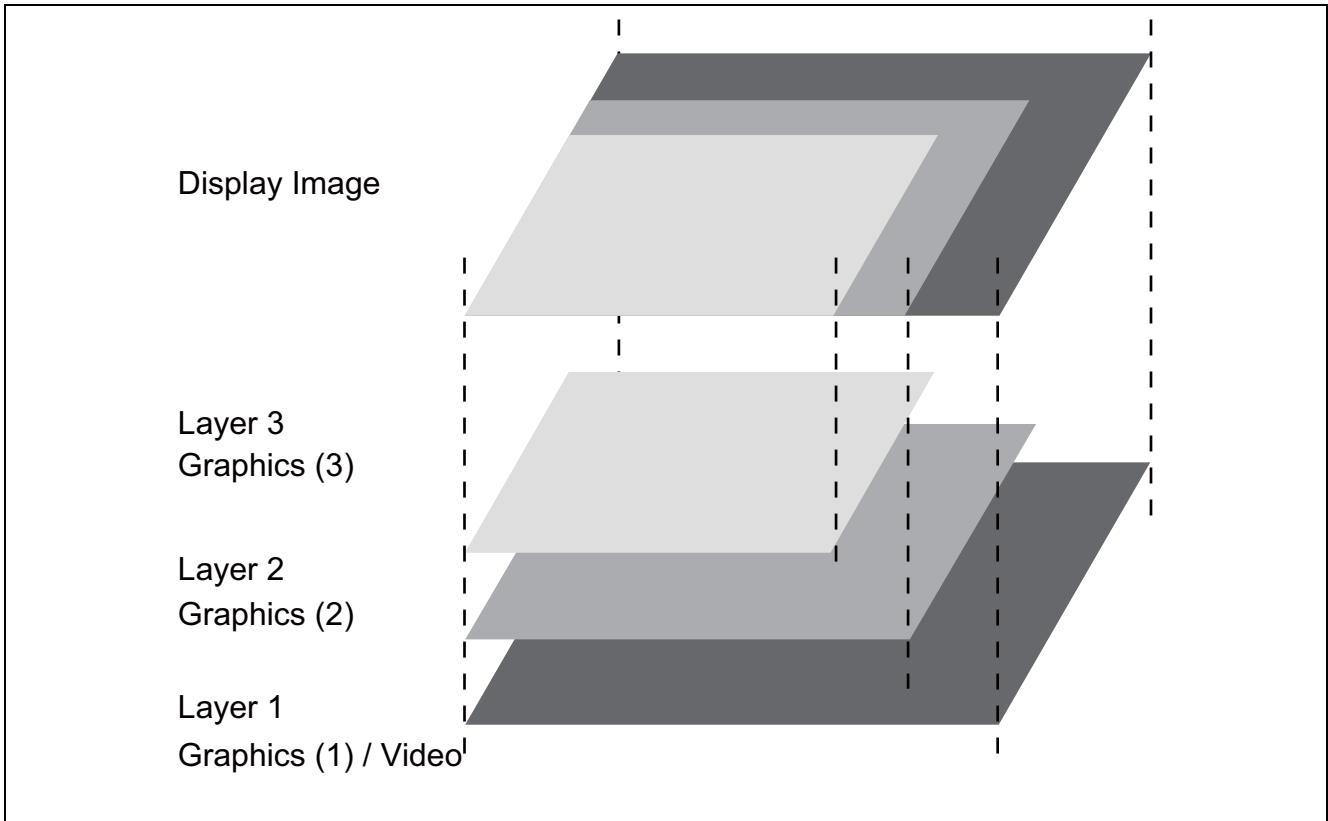 Display Image
Layer 3
Graphics (3)
Layer 2
Graphics (2)
Layer 1
Graphics (1) / Video